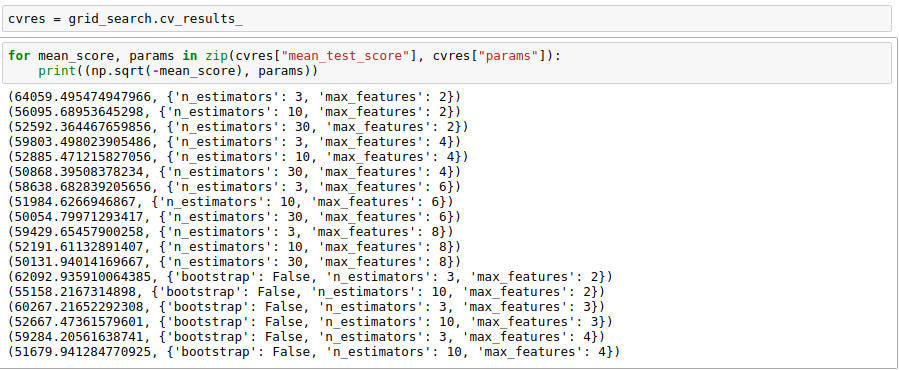 cvres = grid_search.cv_results_
for mean_score, params in zip(cvres["mean_test_score"], cvres["params"]):
    print((np.sqrt(-mean_score), params))
(64059.495474947966, {'n_estimators': 3, 'max_features': 2})
(56095.68953645298, {'n_estimators': 10, 'max_features': 2})
(52592.364467659856, {'n_estimators': 30, 'max_features': 2})
(59803.498023905486, {'n_estimators': 3, 'max_features': 4})
(52885.471215827056, {'n_estimators': 10, 'max_features': 4})
(50868.39508378234, {'n_estimators': 30, 'max_features': 4})
(58638.682839205656, {'n_estimators': 3, 'max_features': 6})
(51984.6266946867, {'n_estimators': 10, 'max_features': 6})
(50054.79971293417, {'n_estimators': 30, 'max_features': 6})
(59429.65457900258, {'n_estimators': 3, 'max_features': 8})
(52191.61132891407, {'n_estimators': 10, 'max_features': 8})
(50131.94014169667, {'n_estimators': 30, 'max_features': 8})
(62092.935910064385, {'bootstrap': False, 'n_estimators': 3, 'max_features': 2})
(55158.2167314898, {'bootstrap': False, 'n_estimators': 10, 'max_features': 2})
(60267.21652292308, {'bootstrap': False, 'n_estimators': 3, 'max_features': 3})
(52667.47361579601, {'bootstrap': False, 'n_estimators': 10, 'max_features': 3})
(59284.20561638741, {'bootstrap': False, 'n_estimators': 3, 'max_features': 4})
(51679.941284770925, {'bootstrap': False, 'n_estimators': 10, 'max_features': 4})